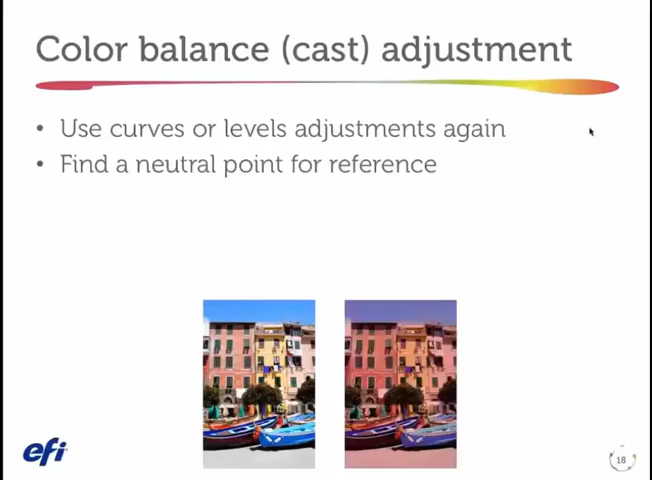 Color balance (cast) adjustment
• Use curves or levels adjustments again
• Find a neutral point for reference
efi
18